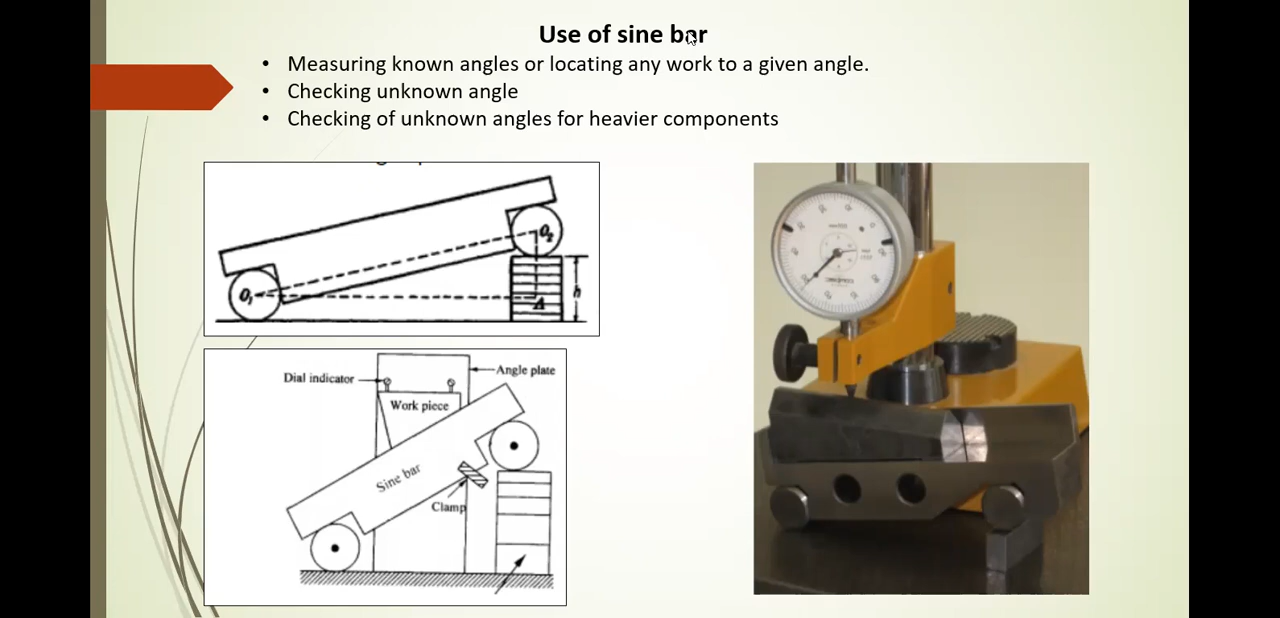 Use of sine bar
• Measuring known angles or locating any work to a given angle.
• Checking unknown angle
• Checking of unknown angles for heavier components
O₁
O₂
A
h
Dial indicator
Angle plate
Work piece
Sine bar
Clamp